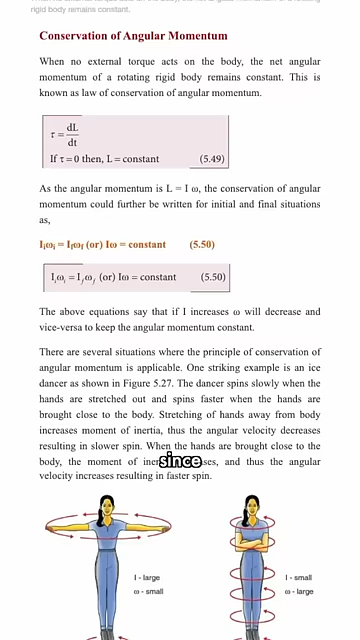 rigid body remains constant.
Conservation of Angular Momentum
When no external torque acts on the body, the net angular
momentum of a rotating rigid body remains constant. This is
known as law of conservation of angular momentum.
τ = dL/dt
If τ = 0 then, L = constant (5.49)
As the angular momentum is L = I ω, the conservation of angular
momentum could further be written for initial and final situations
as,
Iᵢωᵢ = I_fω_f (or) Iω = constant (5.50)
Iᵢωᵢ = I_fω_f (or) Iω = constant (5.50)
The above equations say that if I increases ω will decrease and
vice-versa to keep the angular momentum constant.
There are several situations where the principle of conservation of
angular momentum is applicable. One striking example is an ice
dancer as shown in Figure 5.27. The dancer spins slowly when the
hands are stretched out and spins faster when the hands are
brought close to the body. Stretching of hands away from body
increases moment of inertia, thus the angular velocity decreases
resulting in slower spin. When the hands are brought close to the
body, the moment of since and thus the angular
velocity increases resulting in faster spin.
I - large
ω - small
I - small
ω - large